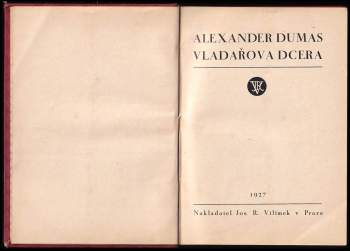 ALEXANDER DUMAS
VLADAŘOVA DCERA
1927
Nakladatel Jos. R. Vilímek v Praze